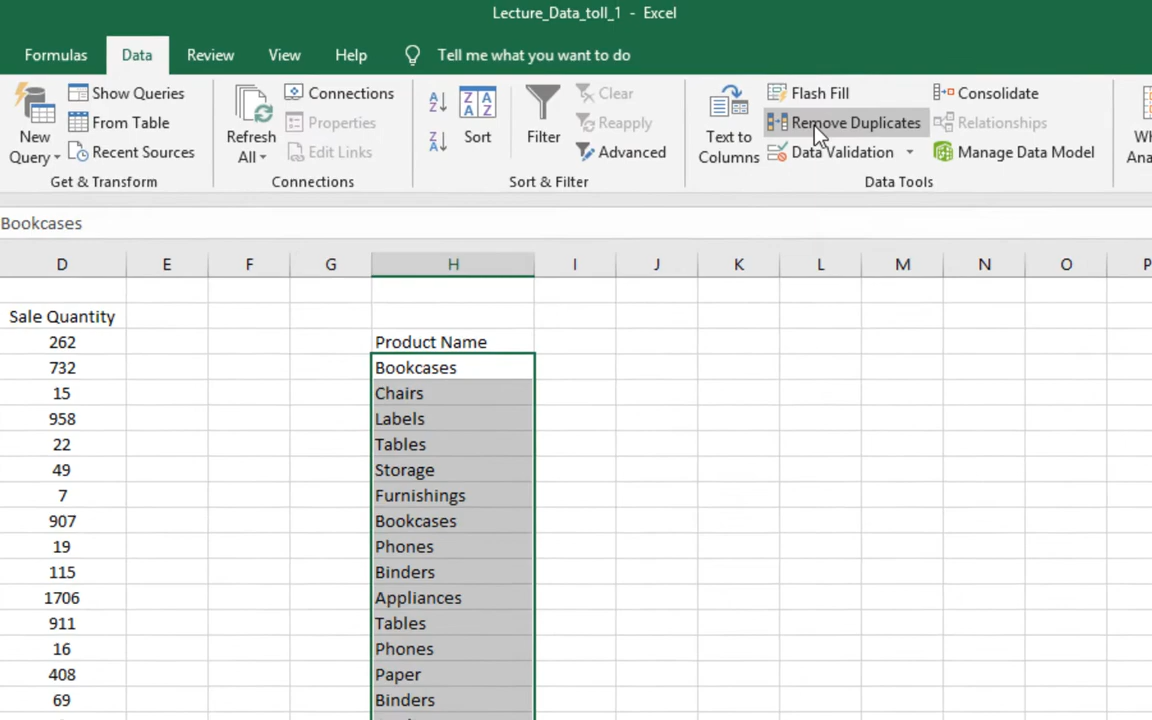 Lecture_Data_toll_1 - Excel
Formulas Data Review View Help Tell me what you want to do
New Query
Show Queries
From Table
Recent Sources
Get & Transform
Refresh All
Connections
Properties
Edit Links
Connections
Sort
Filter
Clear
Reapply
Advanced
Sort & Filter
Text to Columns
Flash Fill
Remove Duplicates
Data Validation
Consolidate
Relationships
Manage Data Model
Data Tools
Bookcases
D E F G H I J K L M N O P
Sale Quantity
262 Product Name
732 Bookcases
15 Chairs
958 Labels
22 Tables
49 Storage
7 Furnishings
907 Bookcases
19 Phones
115 Binders
1706 Appliances
911 Tables
16 Phones
408 Paper
69 Binders